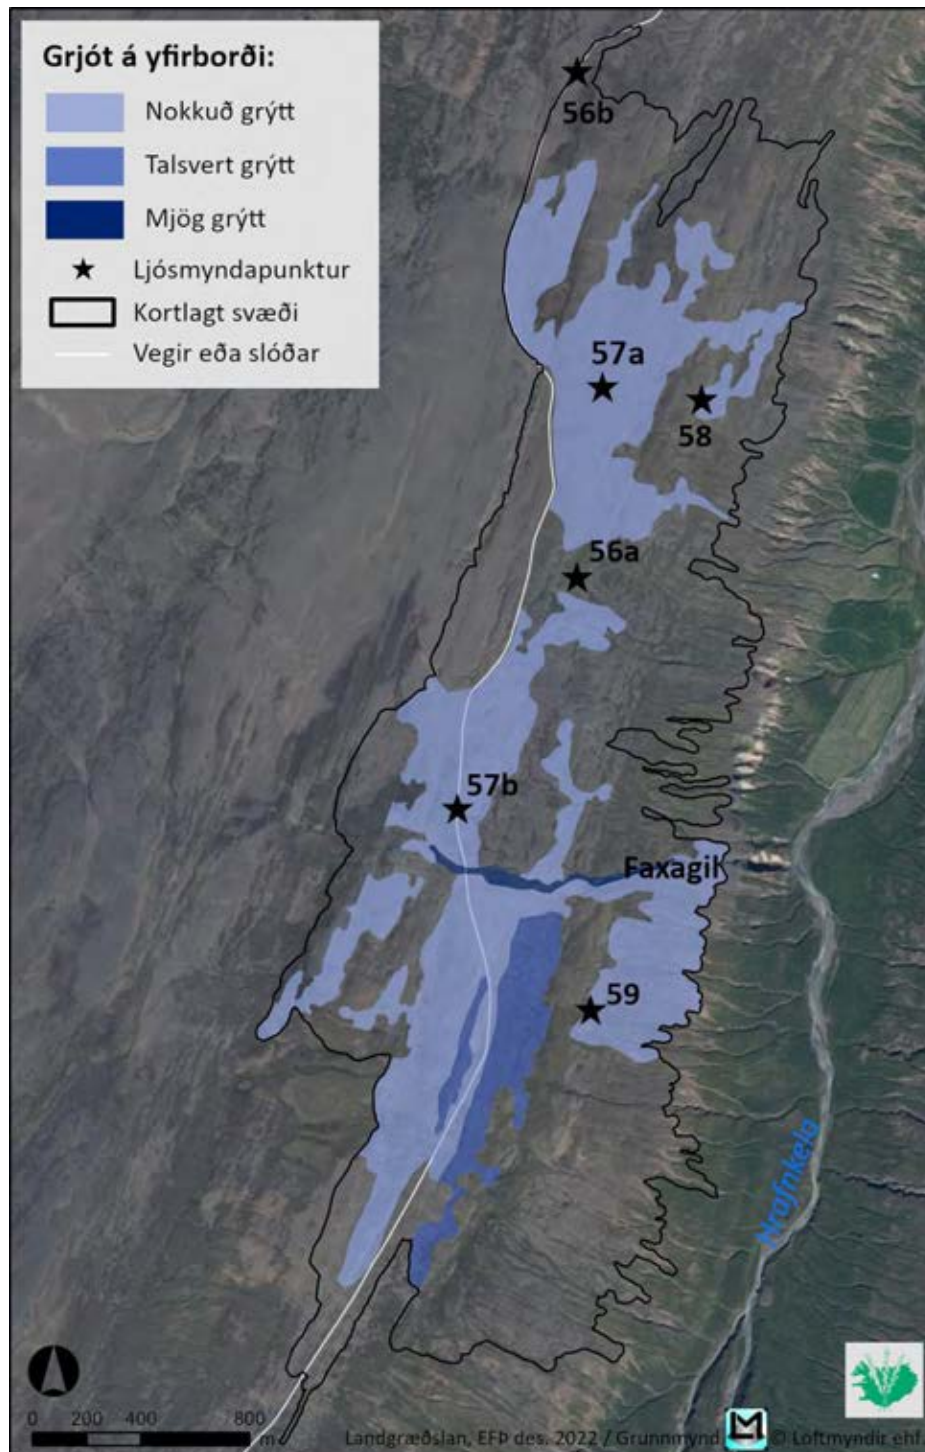 Grjót á yfirborði:
Nokkuð grýtt
Talsvert grýtt
Mjög grýtt
Ljósmyndapunktur
Kortlagt svæði
Vegir eða slóðar
56b
57a
58
56a
57b
Faxagil
59
Hrafnkela
0 200 400 800
m
Landgræðslan, EFÞ des. 2022 / Grunnmynd © Loftmyndir ehf.